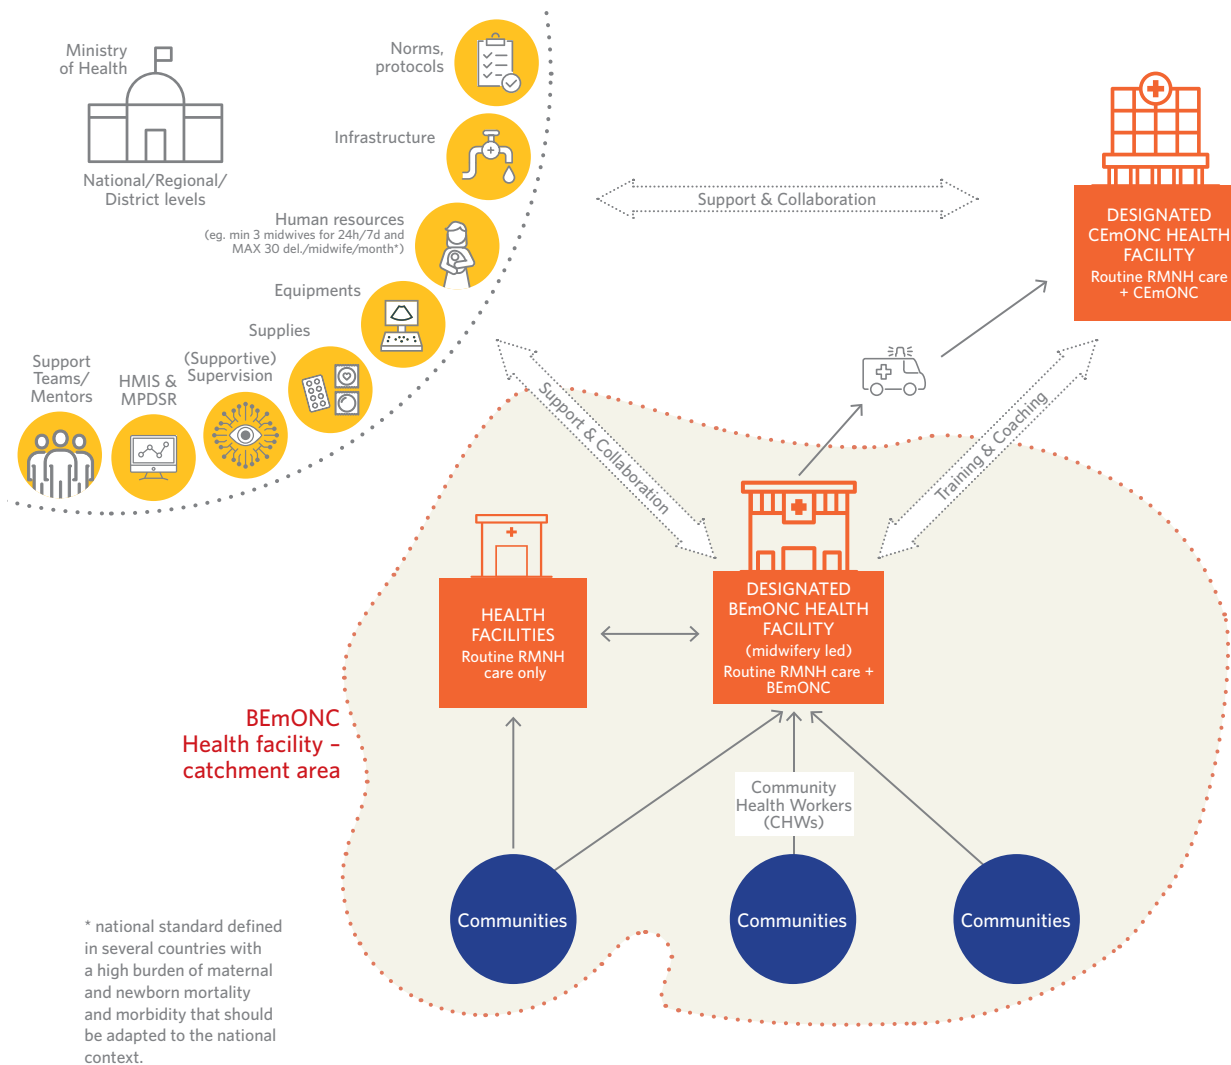 Ministry
of Health
National/Regional/
District levels
Norms,
protocols
Infrastructure
Human resources
(eg. min 3 midwives for 24h/7d and
MAX 30 del./midwife/month*)
Equipments
Supplies
(Supportive)
Supervision
HMIS &
MPDSR
Support
Teams/
Mentors
Support & Collaboration
DESIGNATED
CEmONC HEALTH
FACILITY
Routine RMNH care
+ CEmONC
Support & Collaboration
Training & Coaching
HEALTH
FACILITIES
Routine RMNH
care only
DESIGNATED
BEmONC HEALTH
FACILITY
(midwifery led)
Routine RMNH care +
BEmONC
BEmONC
Health facility –
catchment area
Community
Health Workers
(CHWs)
Communities
Communities
Communities
* national standard defined
in several countries with
a high burden of maternal
and newborn mortality
and morbidity that should
be adapted to the national
context.